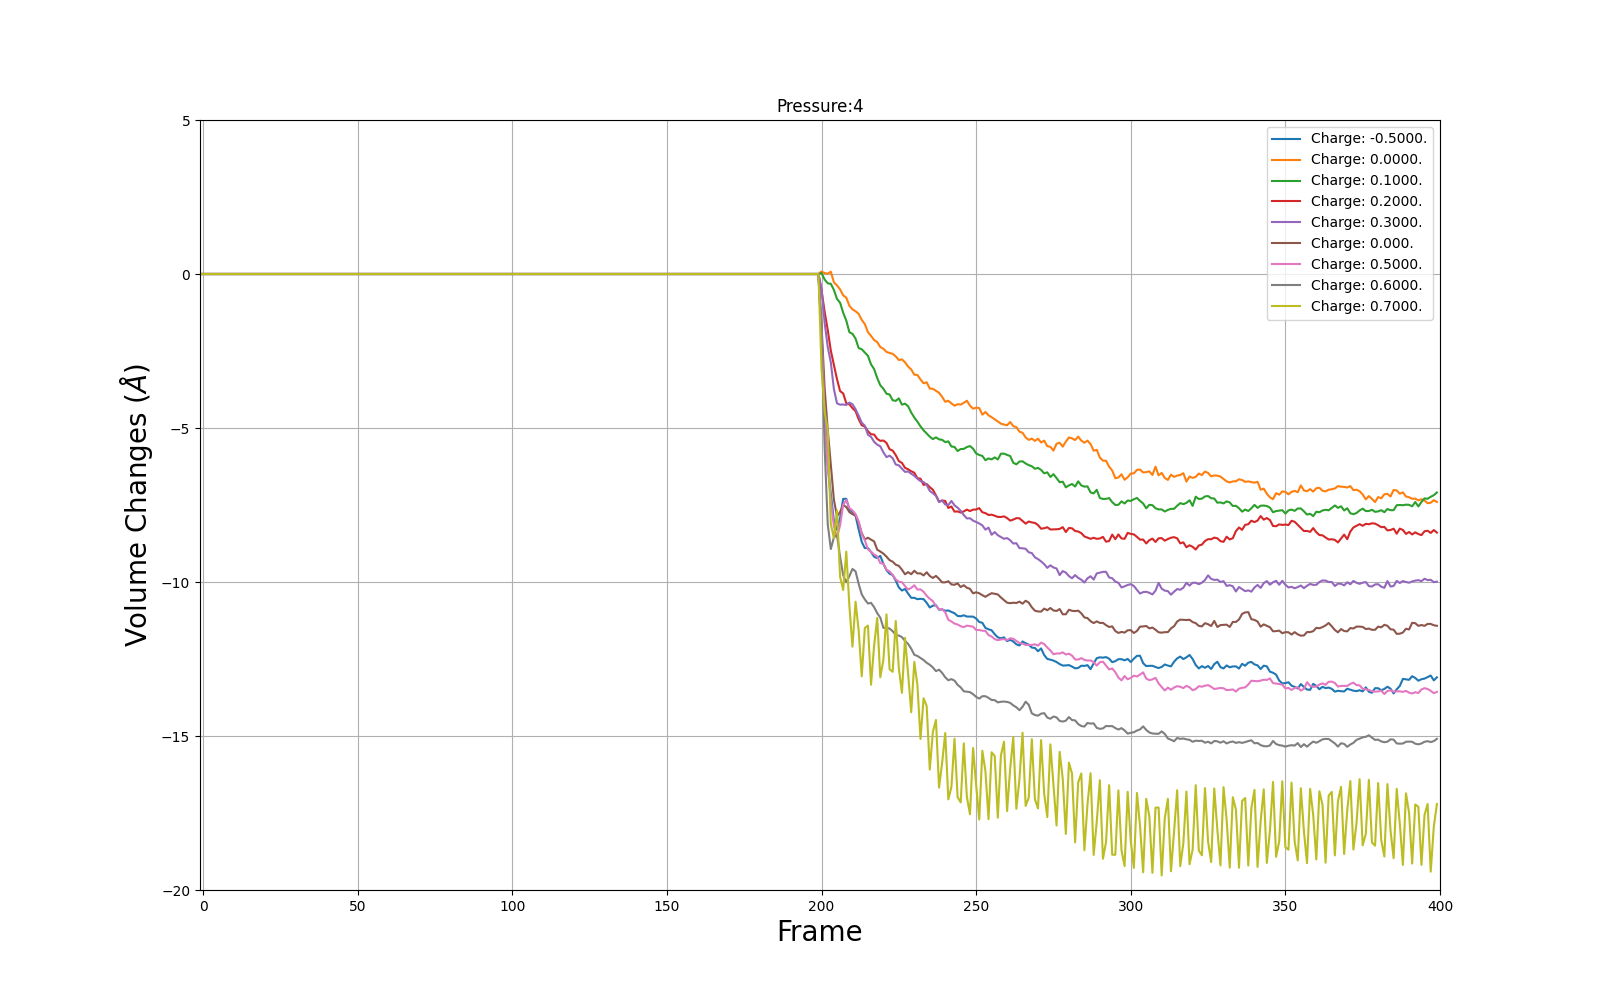 Pressure:4
5
0
−5
−10
−15
−20
Volume Changes (Å)
Charge: -0.5000.
Charge: 0.0000.
Charge: 0.1000.
Charge: 0.2000.
Charge: 0.3000.
Charge: 0.000.
Charge: 0.5000.
Charge: 0.6000.
Charge: 0.7000.
0 50 100 150 200 250 300 350 400
Frame